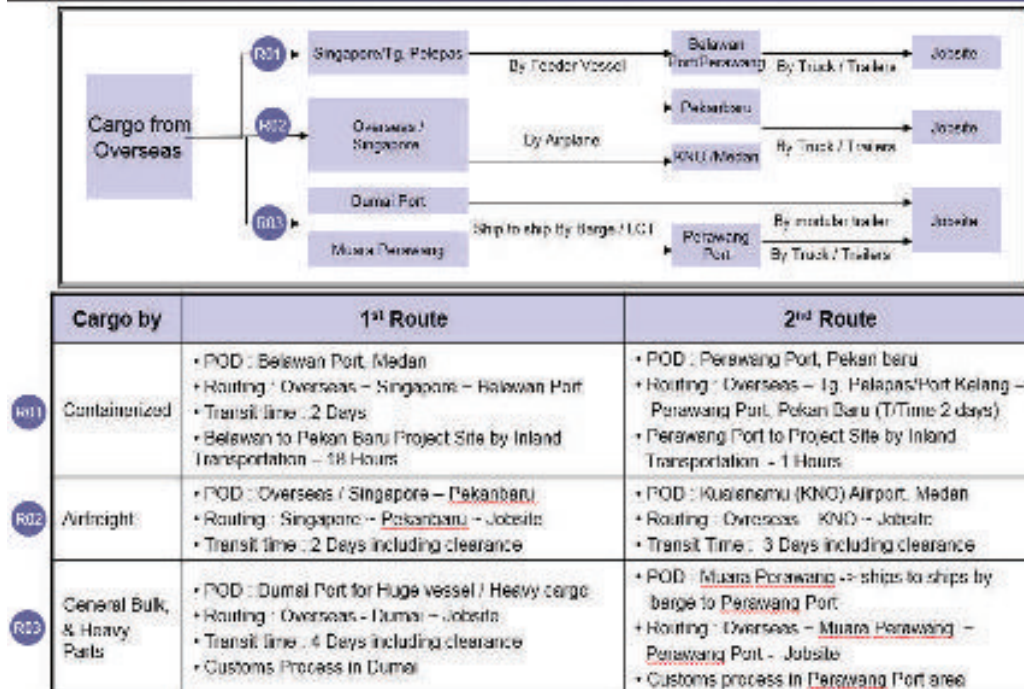 R01
Singapore/Tg. Pelepas
By Feeder Vessel
Belawan
Port/Perawang
By Truck / Trailers
Jobsite
Cargo from
Overseas
R02
Overseas /
Singapore
By Airplane
Pekanbaru
KNO /Medan
By Truck / Trailers
Jobsite
R03
Dumai Port
Muara Perawang
Ship to ship By Barge / LCT
Perawang
Port
By modular trailer
By Truck / Trailers
Jobsite
Cargo by
1st Route
2nd Route
R01
Containerized
• POD : Belawan Port, Medan
• Routing : Overseas – Singapore – Belawan Port
• Transit time : 2 Days
• Belawan to Pekan Baru Project Site by Inland
Transportation – 18 Hours
• POD : Perawang Port, Pekan baru
• Routing : Overseas – Tg. Pelepas/Port Kelang –
Perawang Port, Pekan Baru (T/Time 2 days)
• Perawang Port to Project Site by Inland
Transportation - 1 Hours
R02
Airfreight
• POD : Overseas / Singapore – Pekanbaru
• Routing : Singapore – Pekanbaru – Jobsite
• Transit time : 2 Days including clearance
• POD : Kualanamu (KNO) Airport, Medan
• Routing : Ovreseas – KNO – Jobsite
• Transit Time : 3 Days including clearance
R03
General Bulk,
& Heavy
Parts
• POD : Dumai Port for Huge vessel / Heavy cargo
• Routing : Overseas - Dumai – Jobsite
• Transit time : 4 Days including clearance
• Customs Process in Dumai
• POD : Muara Perawang -> ships to ships by
barge to Perawang Port
• Routing : Overseas – Muara Perawang –
Perawang Port - Jobsite
• Customs process in Perawang Port area